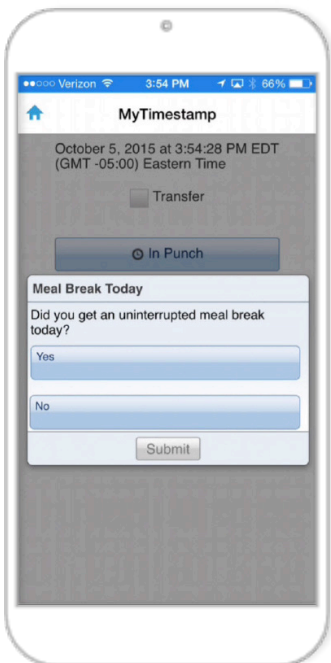 Verizon 3:54 PM 66%
MyTimestamp
October 5, 2015 at 3:54:28 PM EDT
(GMT -05:00) Eastern Time
Transfer
In Punch
Meal Break Today
Did you get an uninterrupted meal break
today?
Yes
No
Submit